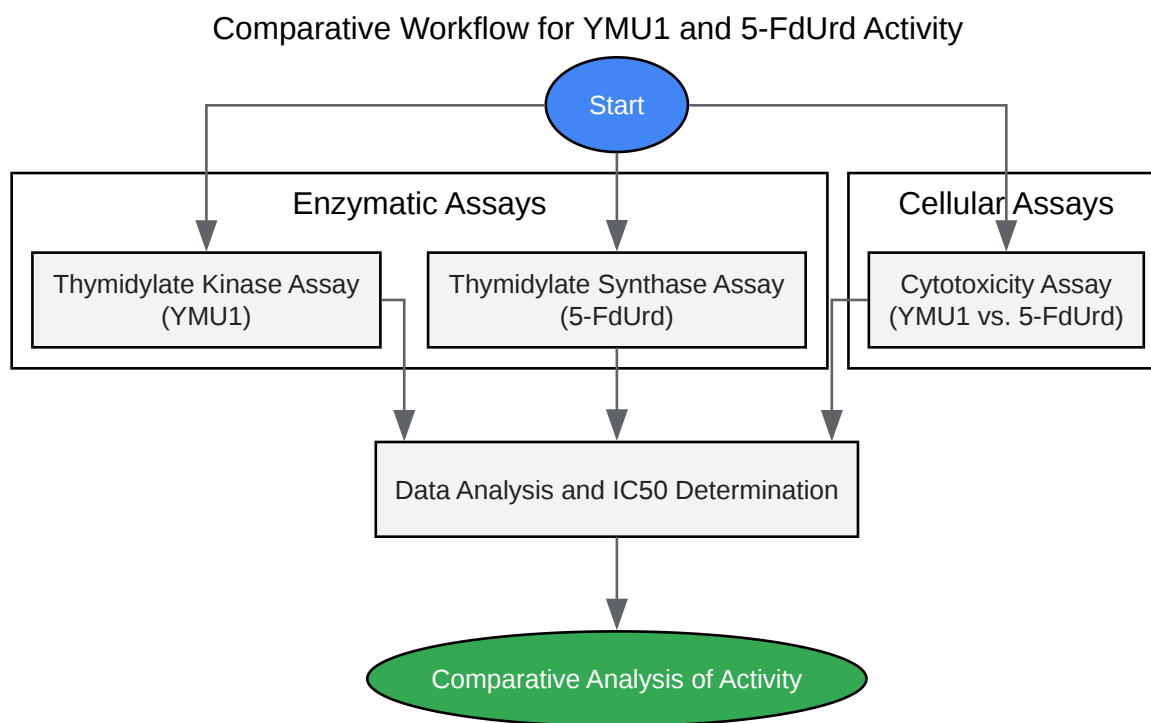 Comparative Workflow for YMU1 and 5-FdUrd Activity
Start
Enzymatic Assays
Cellular Assays
Thymidylate Kinase Assay
(YMU1)
Thymidylate Synthase Assay
(5-FdUrd)
Cytotoxicity Assay
(YMU1 vs. 5-FdUrd)
Data Analysis and IC50 Determination
Comparative Analysis of Activity